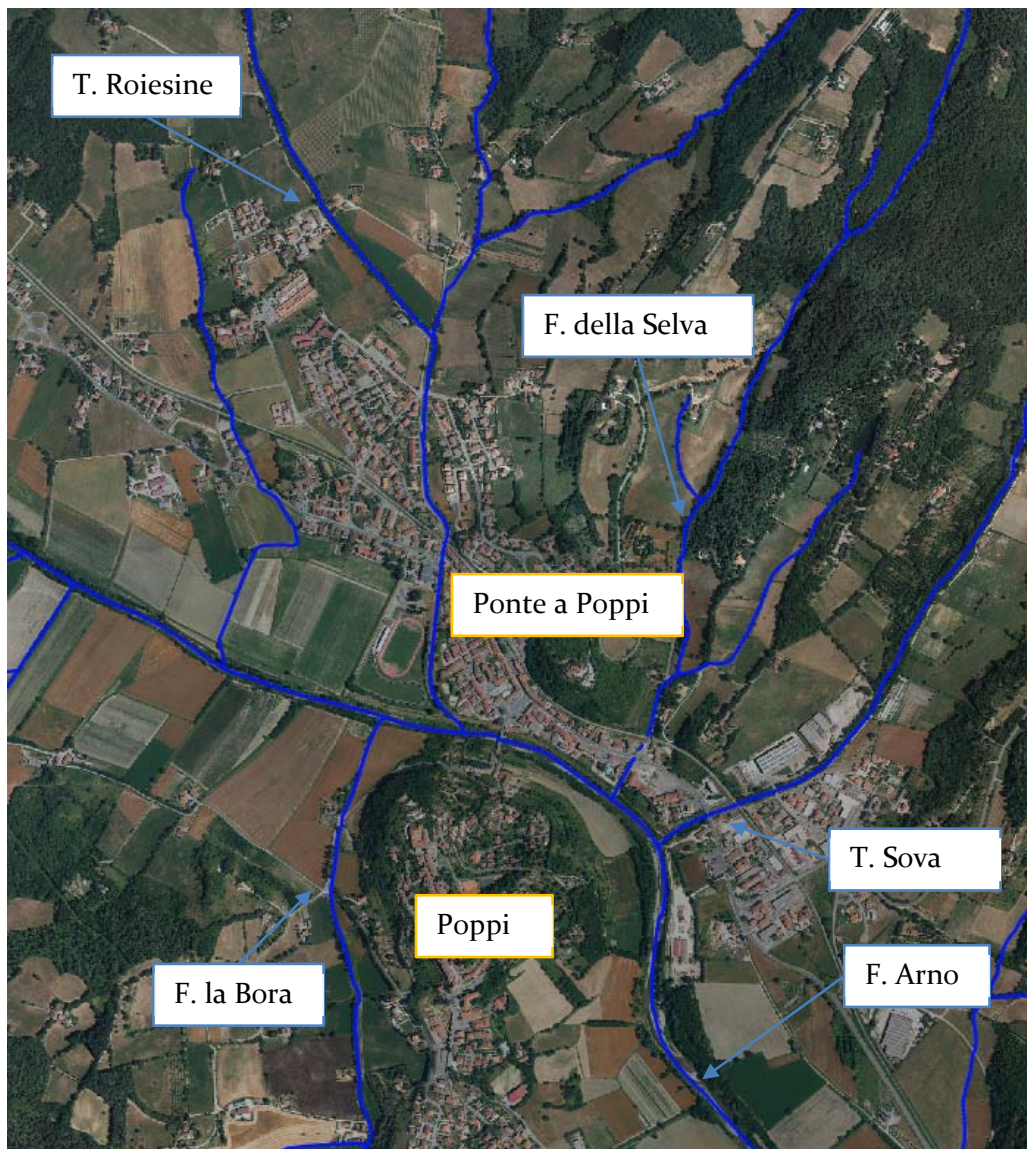 T. Roiesine
F. della Selva
Ponte a Poppi
T. Sova
Poppi
F. Arno
F. la Bora